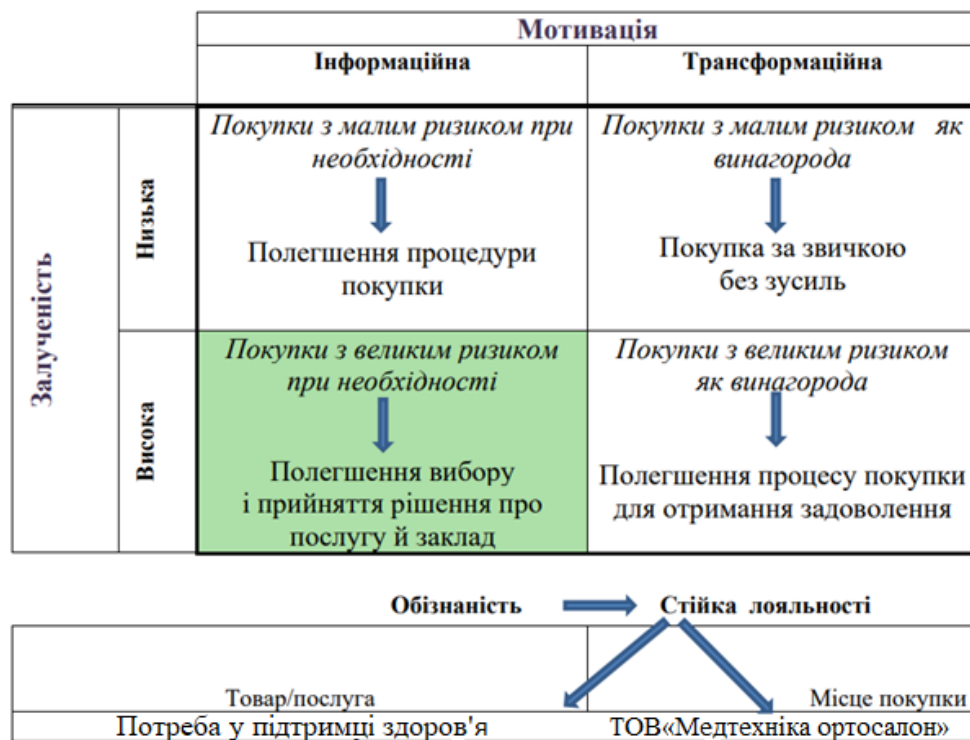 Мотивація
Інформаційна
Трансформаційна
Залученість
Низька
Покупки з малим ризиком при
необхідності
Полегшення процедури
покупки
Покупки з малим ризиком як
винагорода
Покупка за звичкою
без зусиль
Висока
Покупки з великим ризиком
при необхідності
Полегшення вибору
і прийняття рішення про
послугу й заклад
Покупки з великим ризиком
як винагорода
Полегшення процесу покупки
для отримання задоволення
Обізнаність
Стійка лояльності
Товар/послуга
Місце покупки
Потреба у підтримці здоров'я
ТОВ«Медтехніка ортосалон»